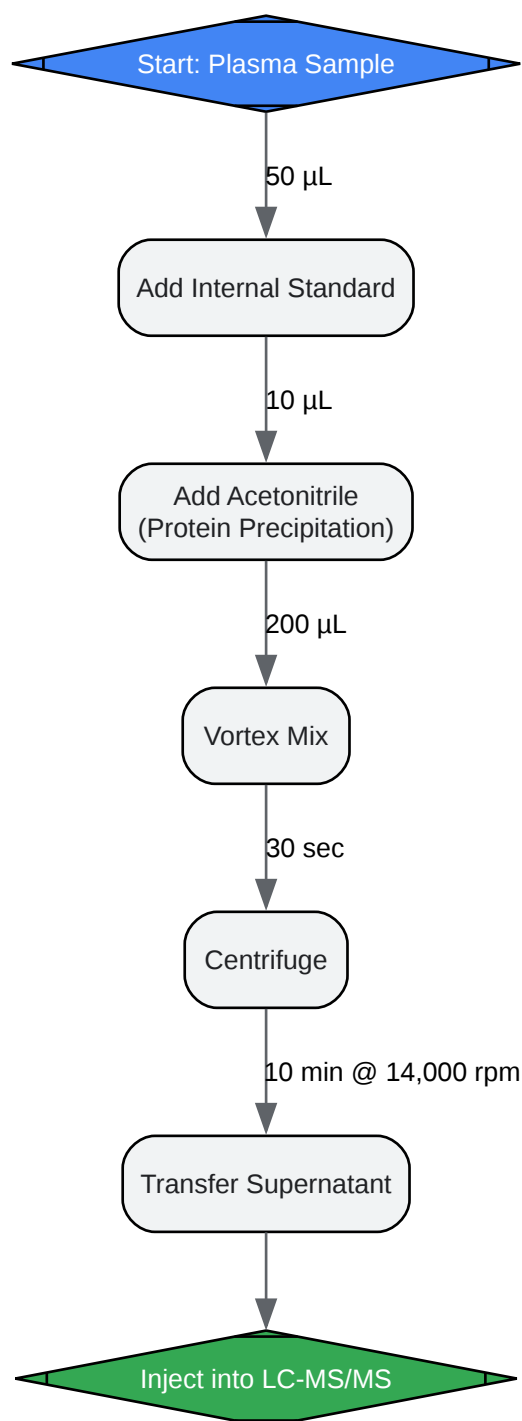 Start: Plasma Sample
50 µL
Add Internal Standard
10 µL
Add Acetonitrile
(Protein Precipitation)
200 µL
Vortex Mix
30 sec
Centrifuge
10 min @ 14,000 rpm
Transfer Supernatant
Inject into LC-MS/MS